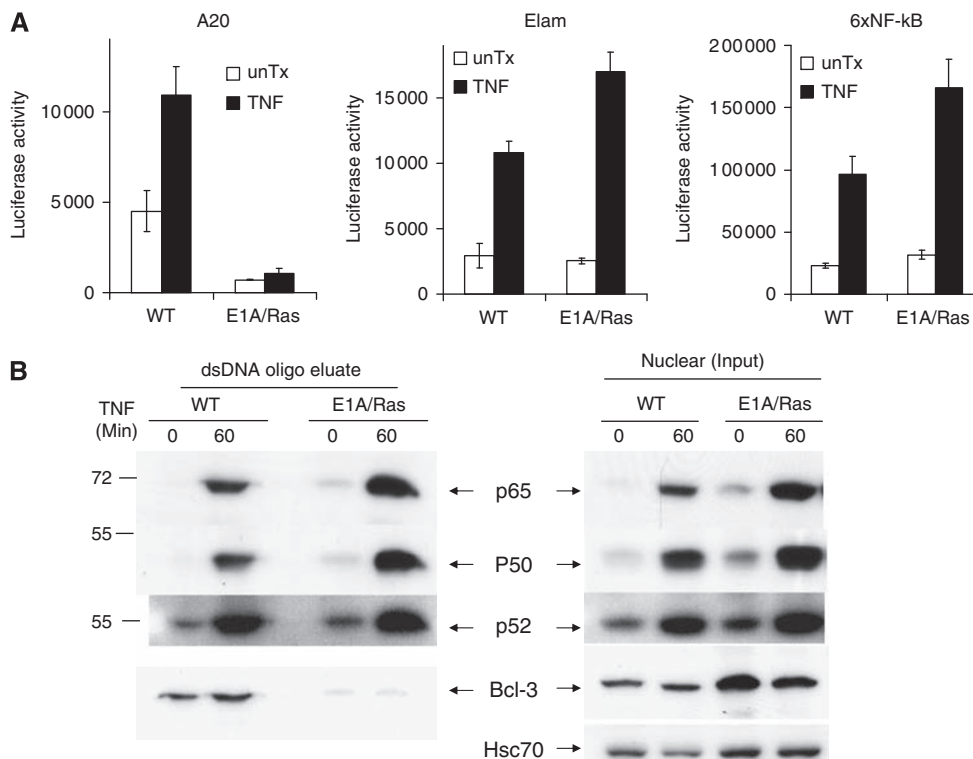 A
A20
Luciferase activity
10000
5000
0
unTx
TNF
WT
E1A/Ras
Elam
Luciferase activity
15000
10000
5000
0
unTx
TNF
WT
E1A/Ras
6xNF-kB
Luciferase activity
200000
150000
100000
50000
0
unTx
TNF
WT
E1A/Ras
B
dsDNA oligo eluate
TNF (Min)
WT
E1A/Ras
0 60 0 60
Nuclear (Input)
WT
E1A/Ras
0 60 0 60
72
p65
55
P50
55
p52
Bcl-3
Hsc70